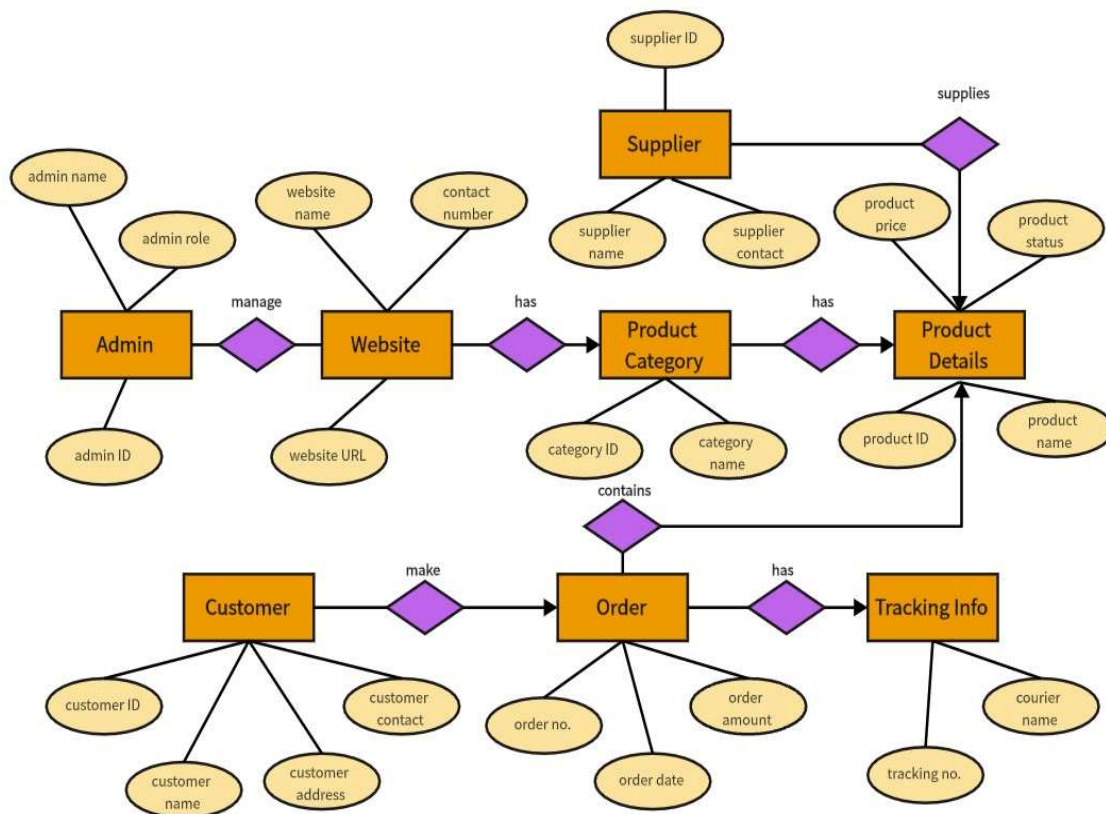 supplier ID
supplies
Supplier
admin name
website
name
contact
number
product
price
product
status
admin role
supplier
name
supplier
contact
manage
has
has
Admin
Website
Product
Category
Product
Details
admin ID
website URL
category ID
category
name
product ID
product
name
contains
make
has
Customer
Order
Tracking Info
customer ID
customer
contact
order no.
order
amount
courier
name
customer
name
customer
address
order date
tracking no.